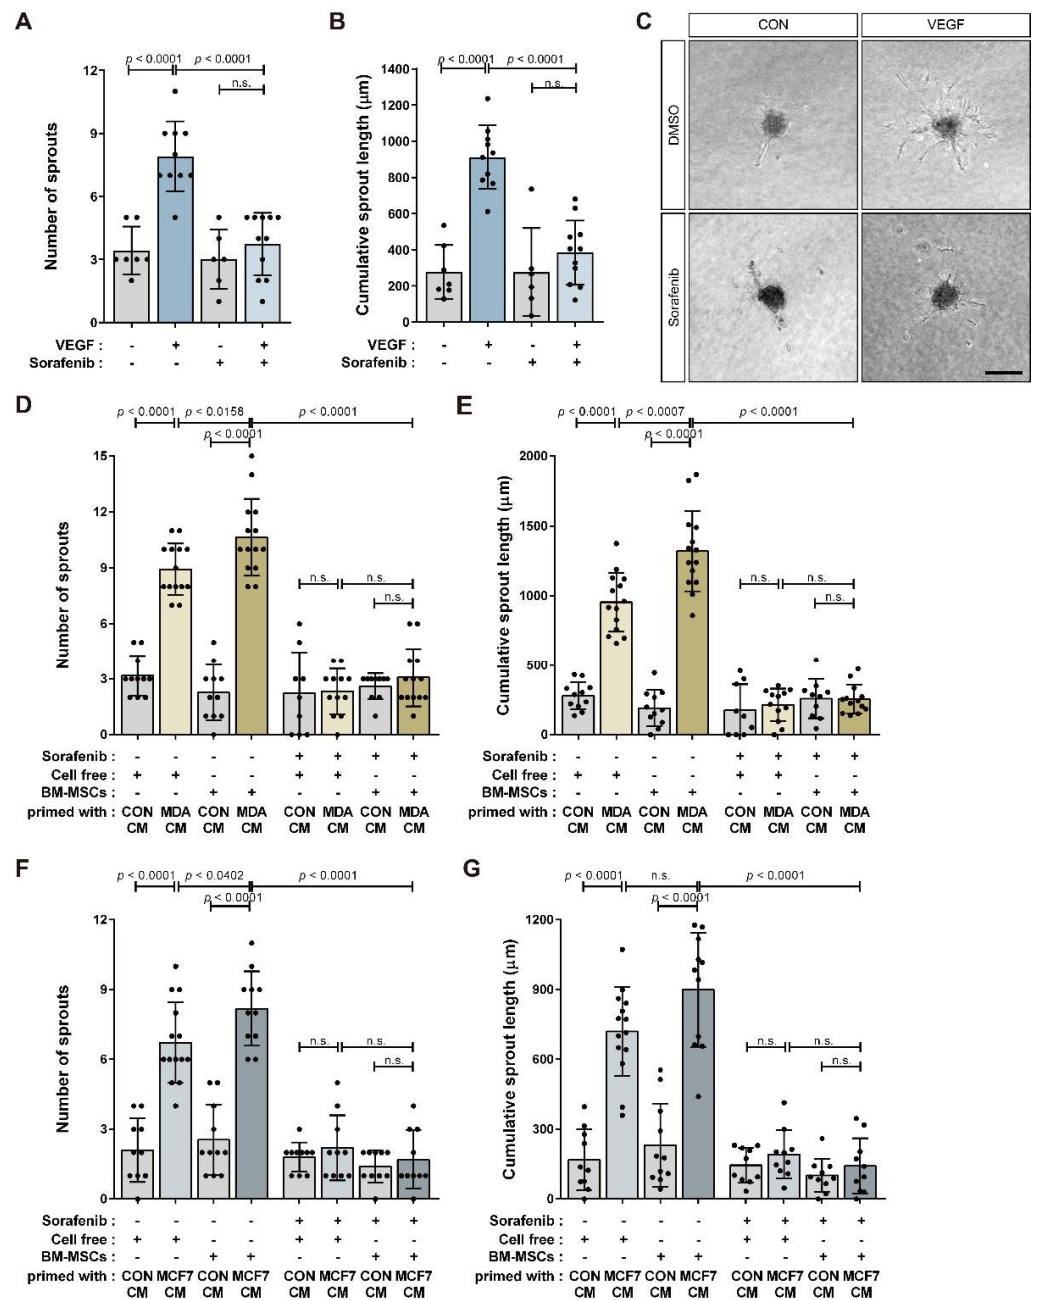 A
p < 0.0001 p < 0.0001
n.s.
12
9
6
3
0
Number of sprouts
VEGF : - + - +
Sorafenib : - - + +
B
p < 0.0001 p < 0.0001
n.s.
1400
1200
1000
800
600
400
200
0
Cumulative sprout length (μm)
VEGF : - + - +
Sorafenib : - - + +
C
CON VEGF
DMSO
Sorafenib
D
p < 0.0001 p < 0.0158 p < 0.0001
p < 0.0001
n.s. n.s.
n.s.
15
12
9
6
3
0
Number of sprouts
Sorafenib : - - - - + + + +
Cell free : + + - - + + - -
BM-MSCs : - - + + - - + +
primed with : CON MDA CON MDA CON MDA CON MDA
CM CM CM CM CM CM CM CM
E
p < 0.0001 p < 0.0007 p < 0.0001
p < 0.0001
n.s. n.s.
n.s.
2000
1500
1000
500
0
Cumulative sprout length (μm)
Sorafenib : - - - - + + + +
Cell free : + + - - + + - -
BM-MSCs : - - + + - - + +
primed with : CON MDA CON MDA CON MDA CON MDA
CM CM CM CM CM CM CM CM
F
p < 0.0001 p < 0.0402 p < 0.0001
p < 0.0001
n.s. n.s.
n.s.
12
9
6
3
0
Number of sprouts
Sorafenib : - - - - + + + +
Cell free : + + - - + + - -
BM-MSCs : - - + + - - + +
primed with : CON MCF7 CON MCF7 CON MCF7 CON MCF7
CM CM CM CM CM CM CM CM
G
p < 0.0001 n.s. p < 0.0001
p < 0.0001
n.s. n.s.
n.s.
1200
900
600
300
0
Cumulative sprout length (μm)
Sorafenib : - - - - + + + +
Cell free : + + - - + + - -
BM-MSCs : - - + + - - + +
primed with : CON MCF7 CON MCF7 CON MCF7 CON MCF7
CM CM CM CM CM CM CM CM